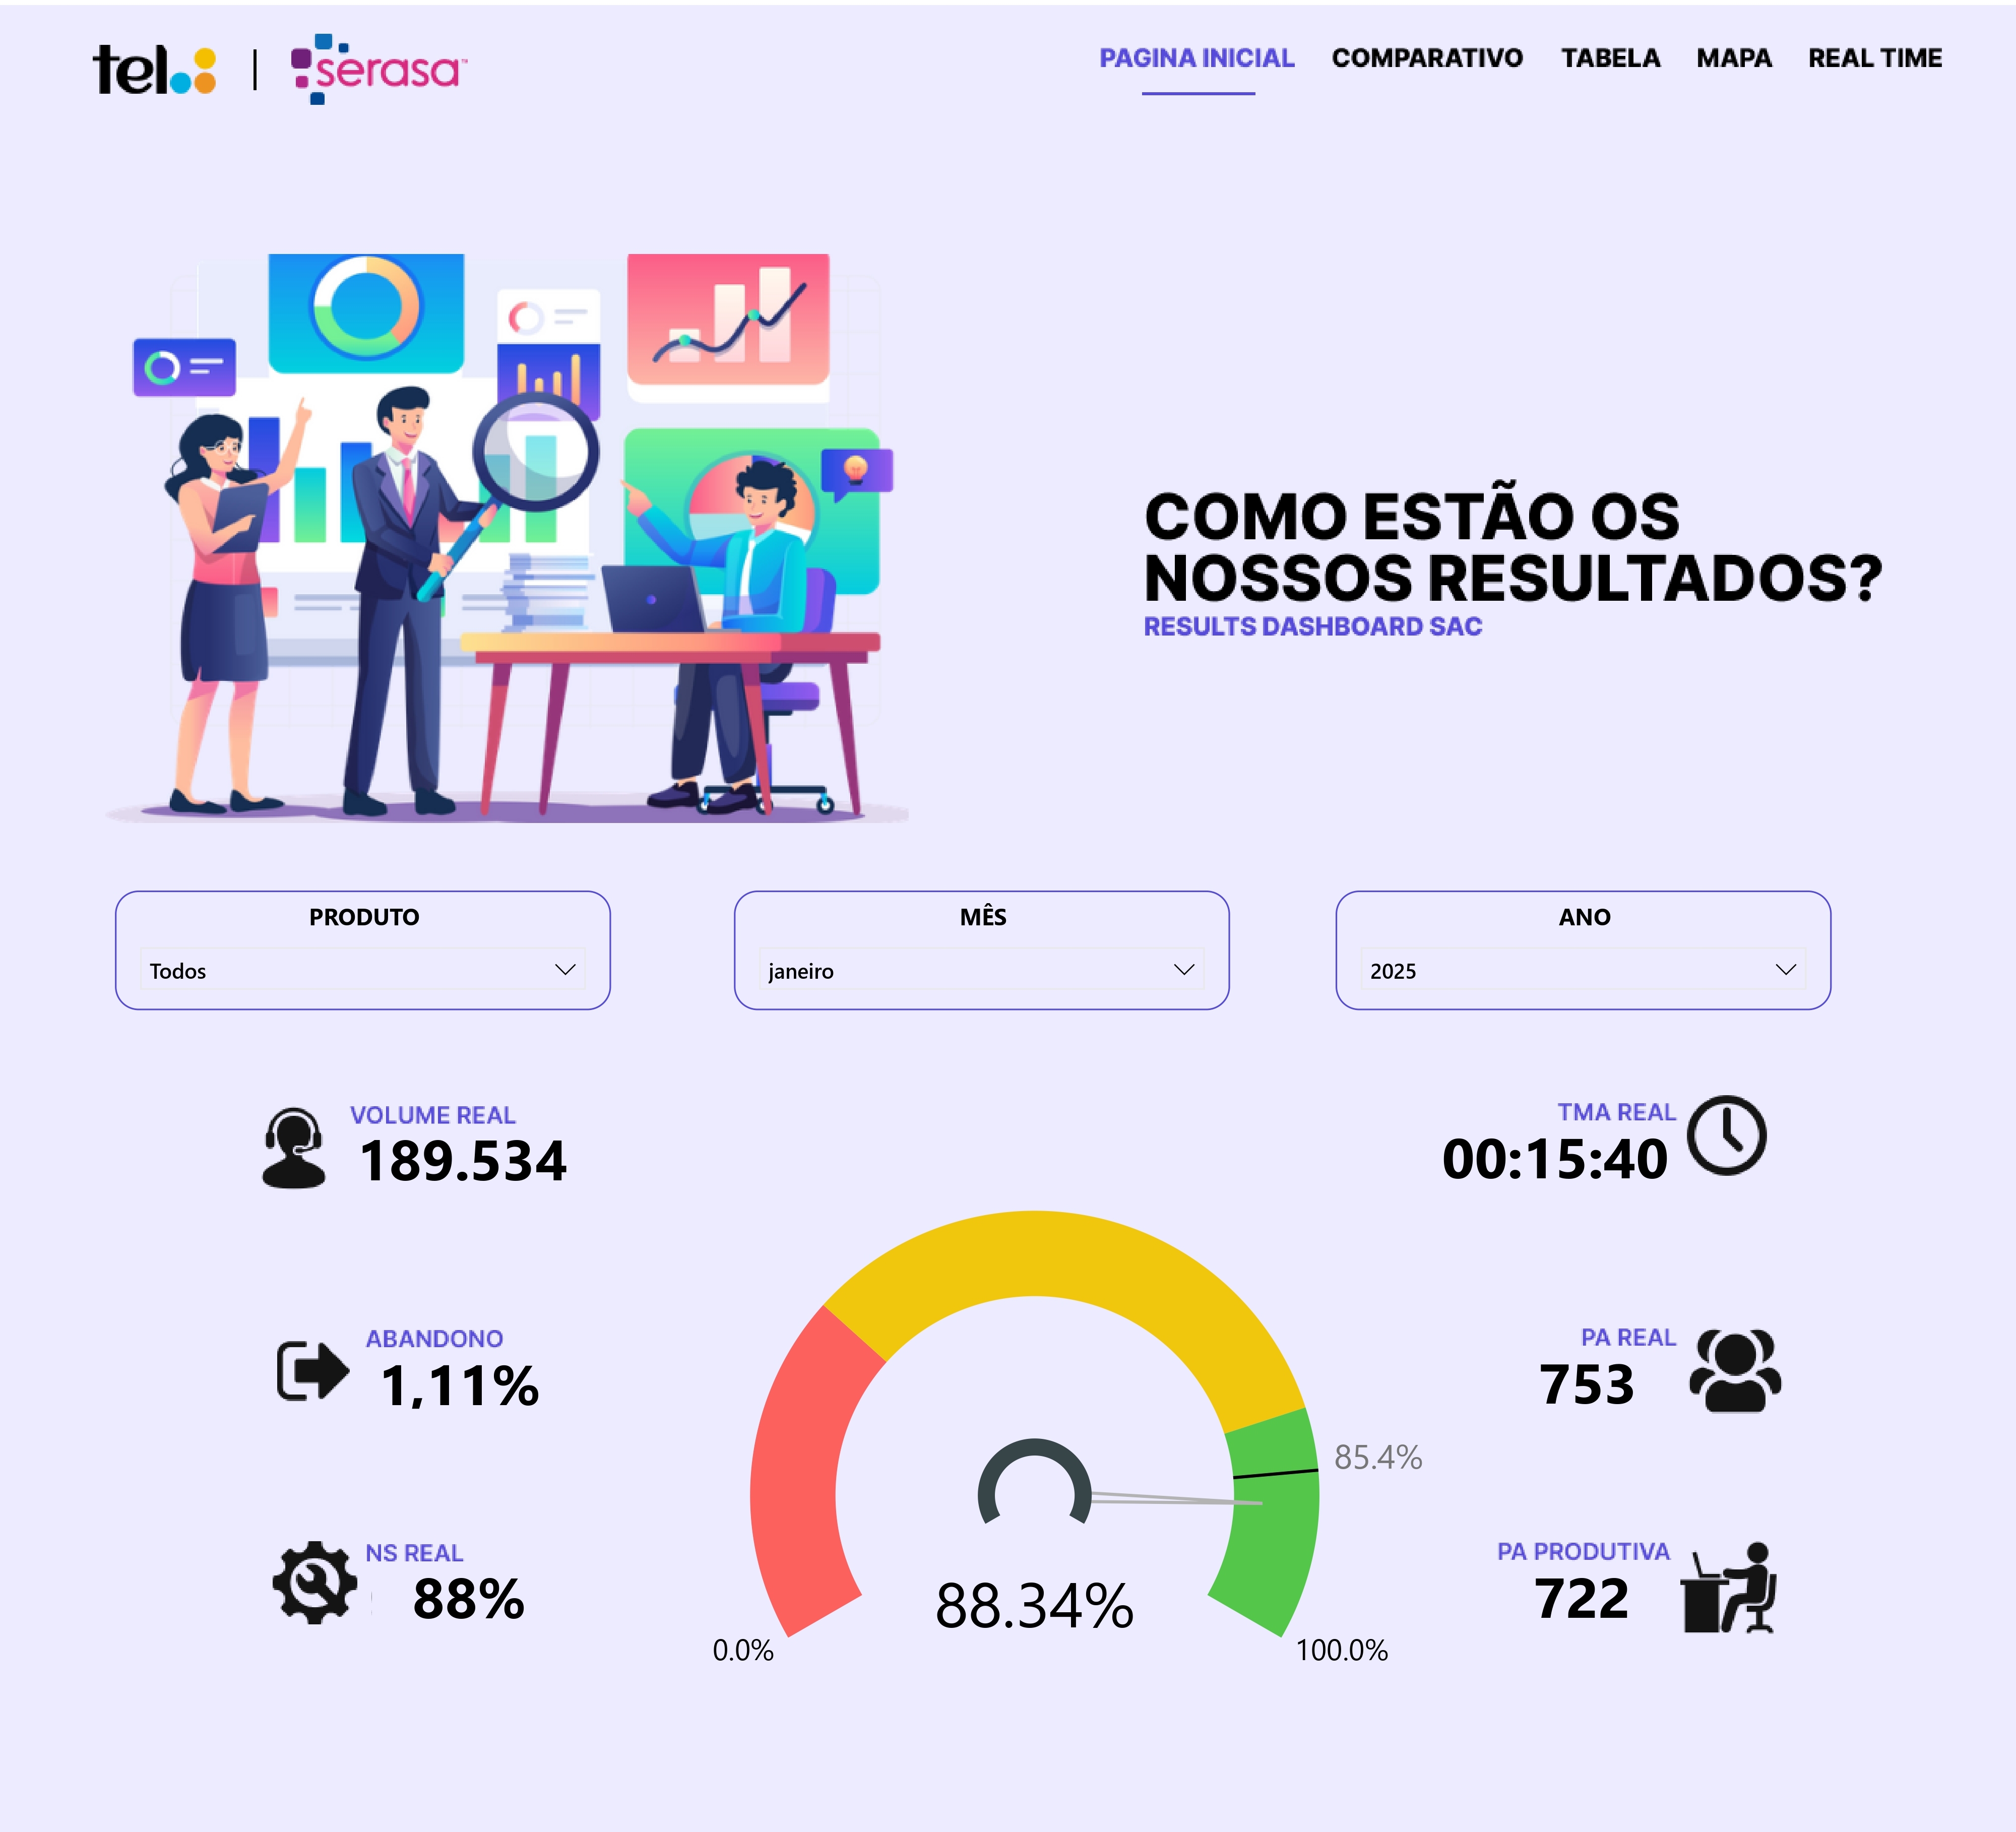 tel
serasa™
PAGINA INICIAL COMPARATIVO TABELA MAPA REAL TIME
COMO ESTÃO OS
NOSSOS RESULTADOS?
RESULTS DASHBOARD SAC
PRODUTO
Todos
MÊS
janeiro
ANO
2025
VOLUME REAL
189.534
TMA REAL
00:15:40
ABANDONO
1,11%
PA REAL
753
85.4%
NS REAL
88%
88.34%
0.0%
100.0%
PA PRODUTIVA
722